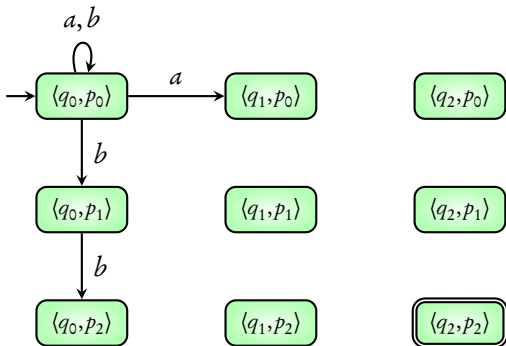 a, b
⟨q₀,p₀⟩ a ⟨q₁,p₀⟩ ⟨q₂,p₀⟩
b
⟨q₀,p₁⟩ ⟨q₁,p₁⟩ ⟨q₂,p₁⟩
b
⟨q₀,p₂⟩ ⟨q₁,p₂⟩ ⟨q₂,p₂⟩